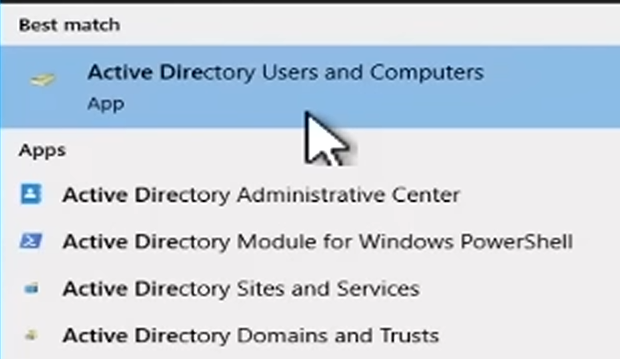 Best match
Active Directory Users and Computers
App
Apps
Active Directory Administrative Center
Active Directory Module for Windows PowerShell
Active Directory Sites and Services
Active Directory Domains and Trusts